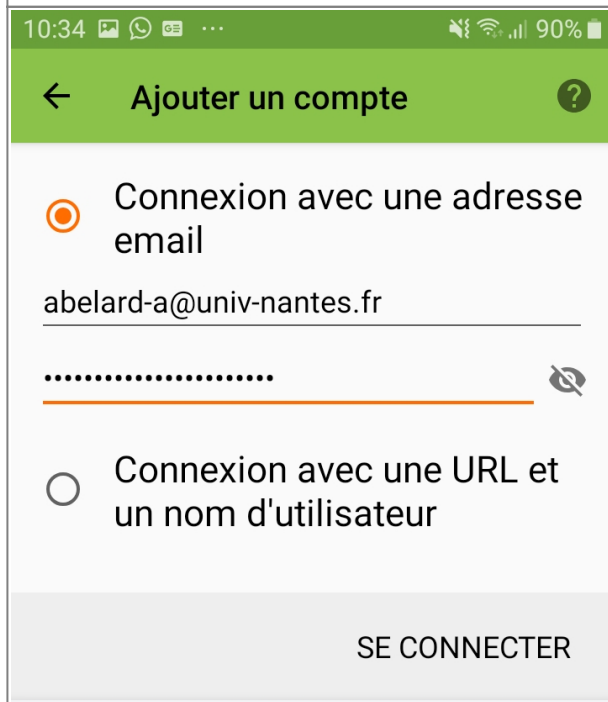 10:34 GE ... 90%
Ajouter un compte ?
Connexion avec une adresse
email
abelard-a@univ-nantes.fr
•••••••••••••••••••••••
Connexion avec une URL et
un nom d'utilisateur
SE CONNECTER